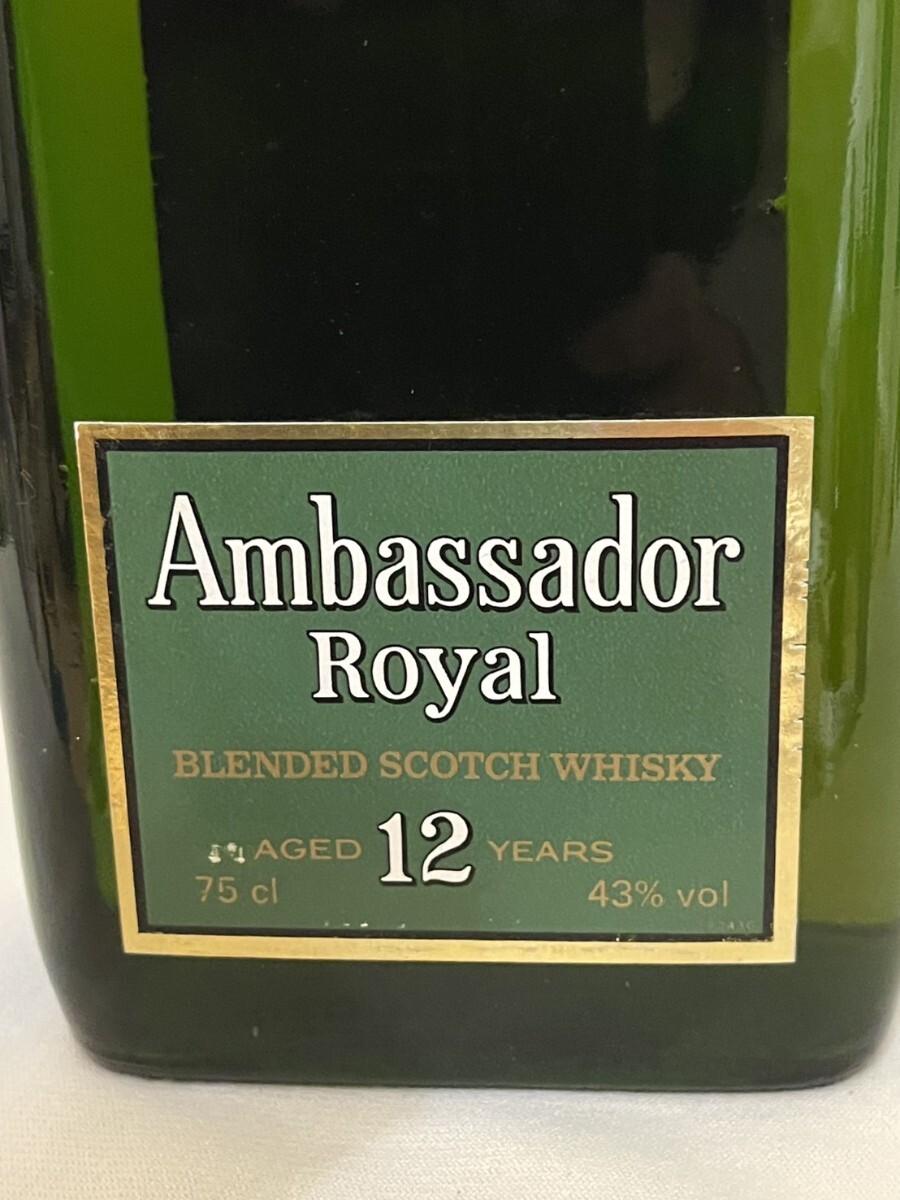 Ambassador
Royal
BLENDED SCOTCH WHISKY
AGED 12 YEARS
75 cl 43% vol